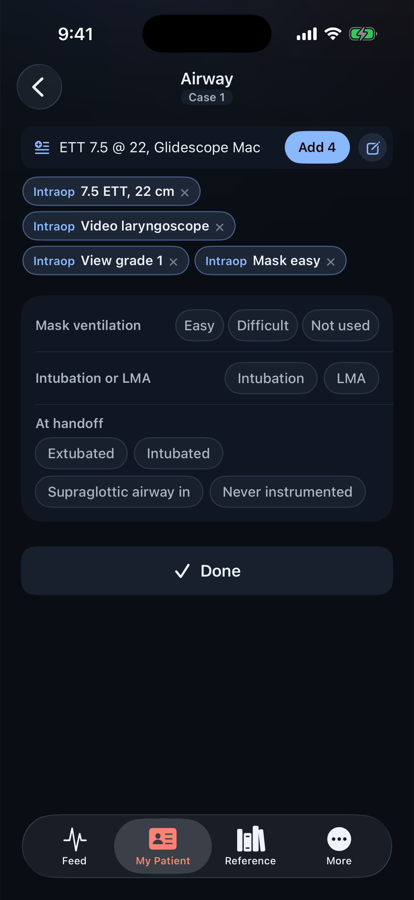 9:41
Airway
Case 1
ETT 7.5 @ 22, Glidescope Mac Add 4
Intraop 7.5 ETT, 22 cm ×
Intraop Video laryngoscope ×
Intraop View grade 1 × Intraop Mask easy ×
Mask ventilation Easy Difficult Not used
Intubation or LMA Intubation LMA
At handoff
Extubated Intubated
Supraglottic airway in Never instrumented
Done
Feed My Patient Reference More